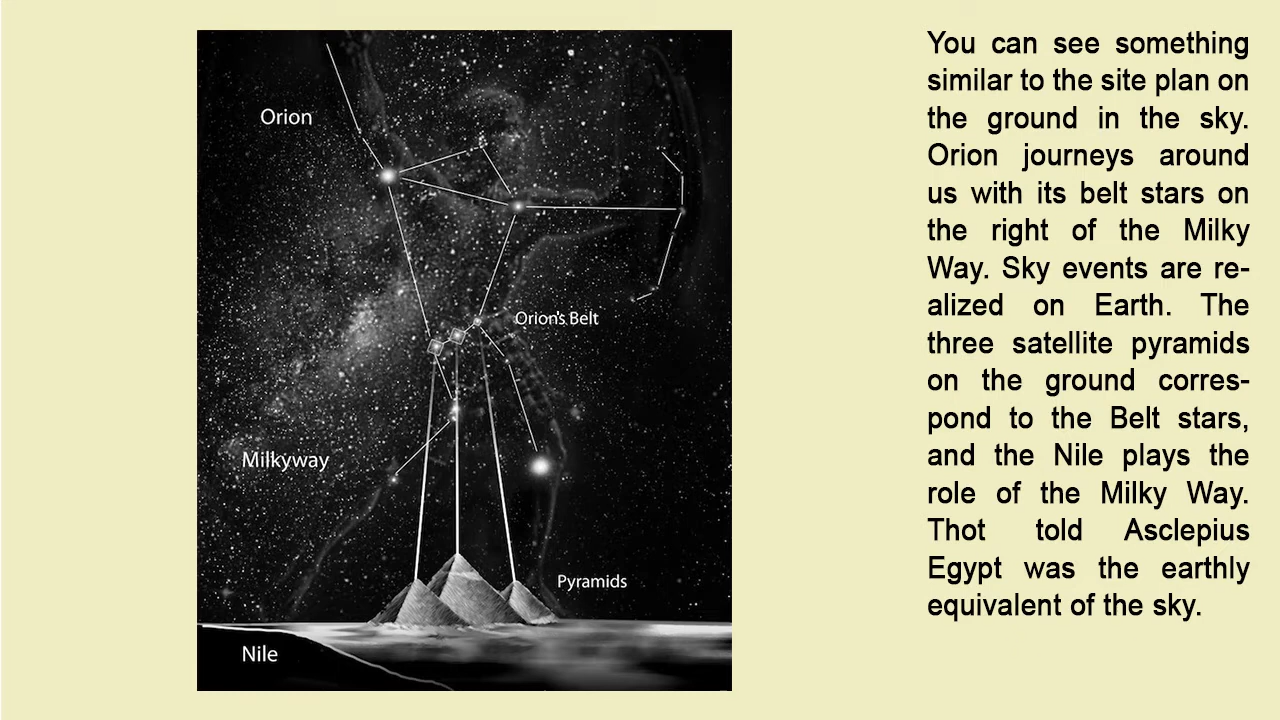 Orion
Orion's Belt
Milkyway
Pyramids
Nile
You can see something
similar to the site plan on
the ground in the sky.
Orion journeys around
us with its belt stars on
the right of the Milky
Way. Sky events are re-
alized on Earth. The
three satellite pyramids
on the ground corres-
pond to the Belt stars,
and the Nile plays the
role of the Milky Way.
Thot told Asclepius
Egypt was the earthly
equivalent of the sky.